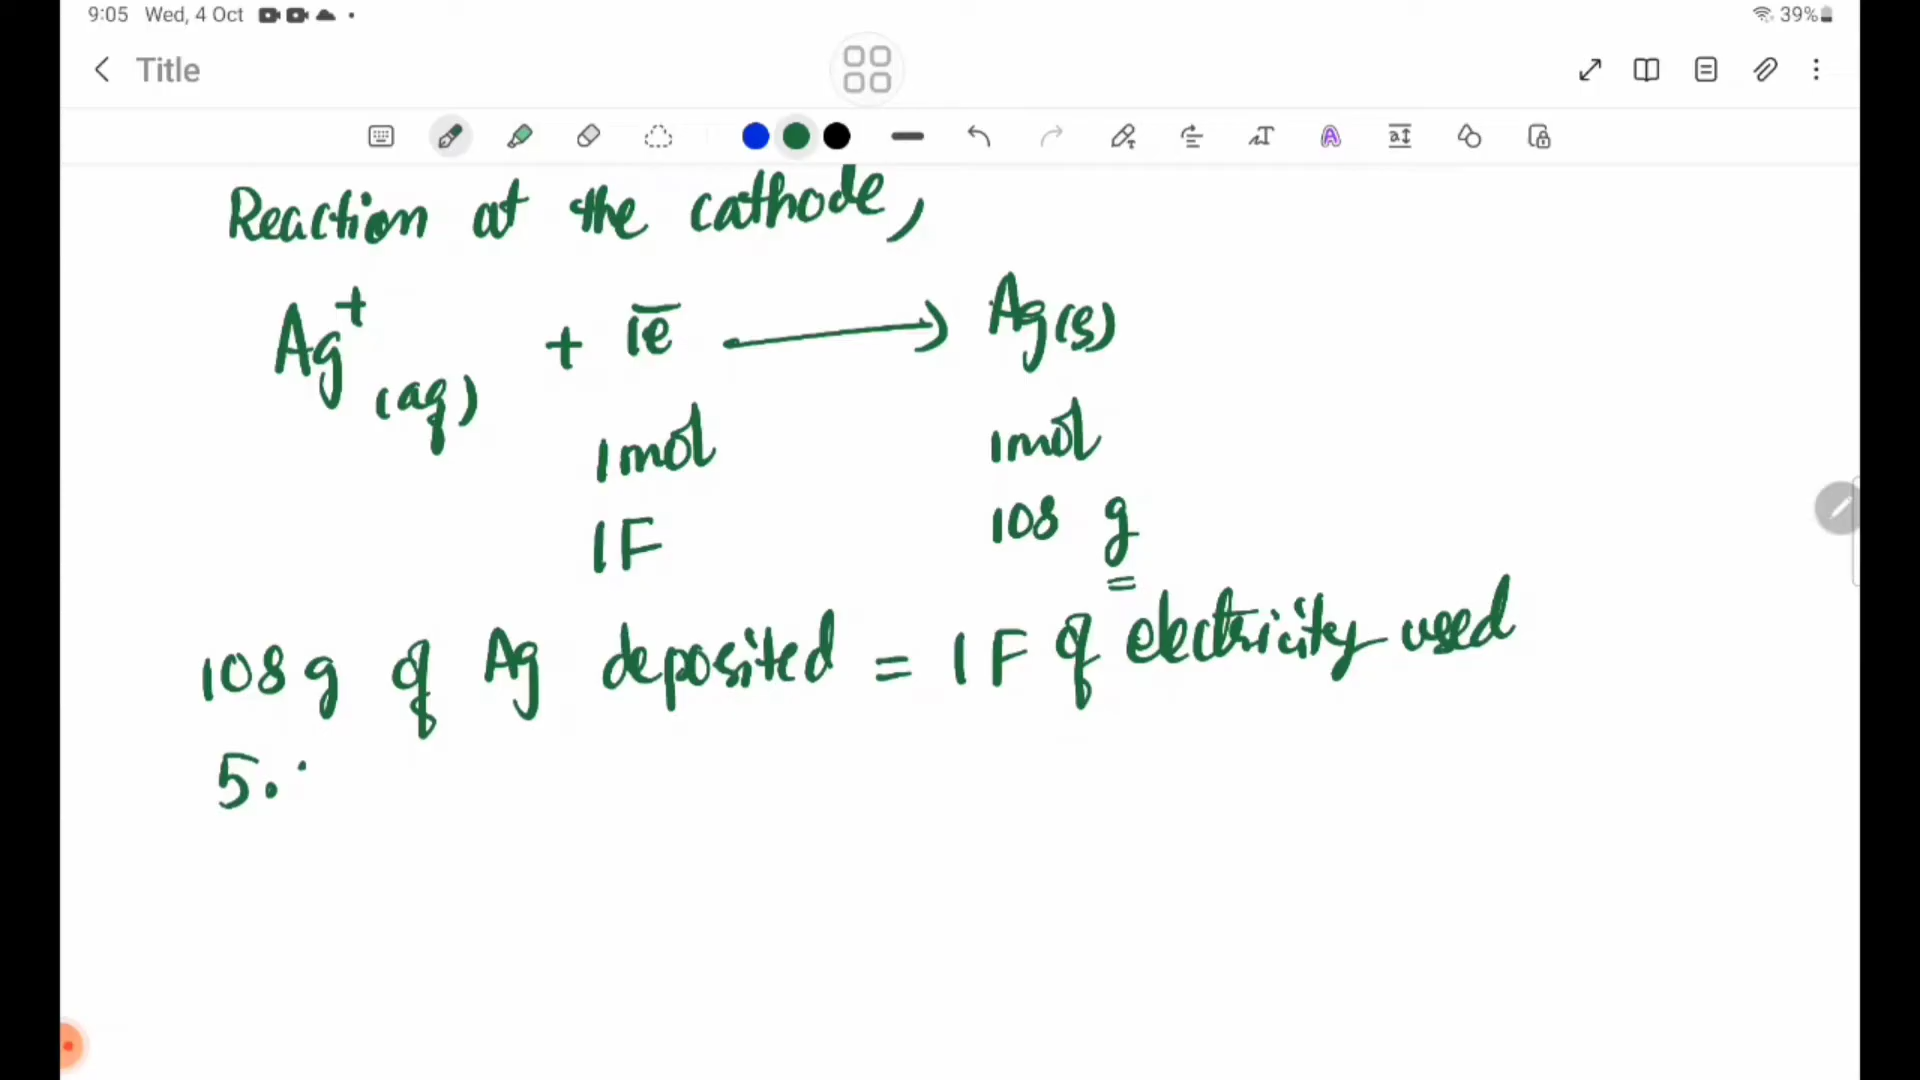 9:05 Wed, 4 Oct 39%
Title
Reaction at the cathode,
Ag⁺(aq) + 1e̅ ⟶ Ag(s)
1mol 1mol
1F 108 g
108 g of Ag deposited = 1 F of electricity used
5.